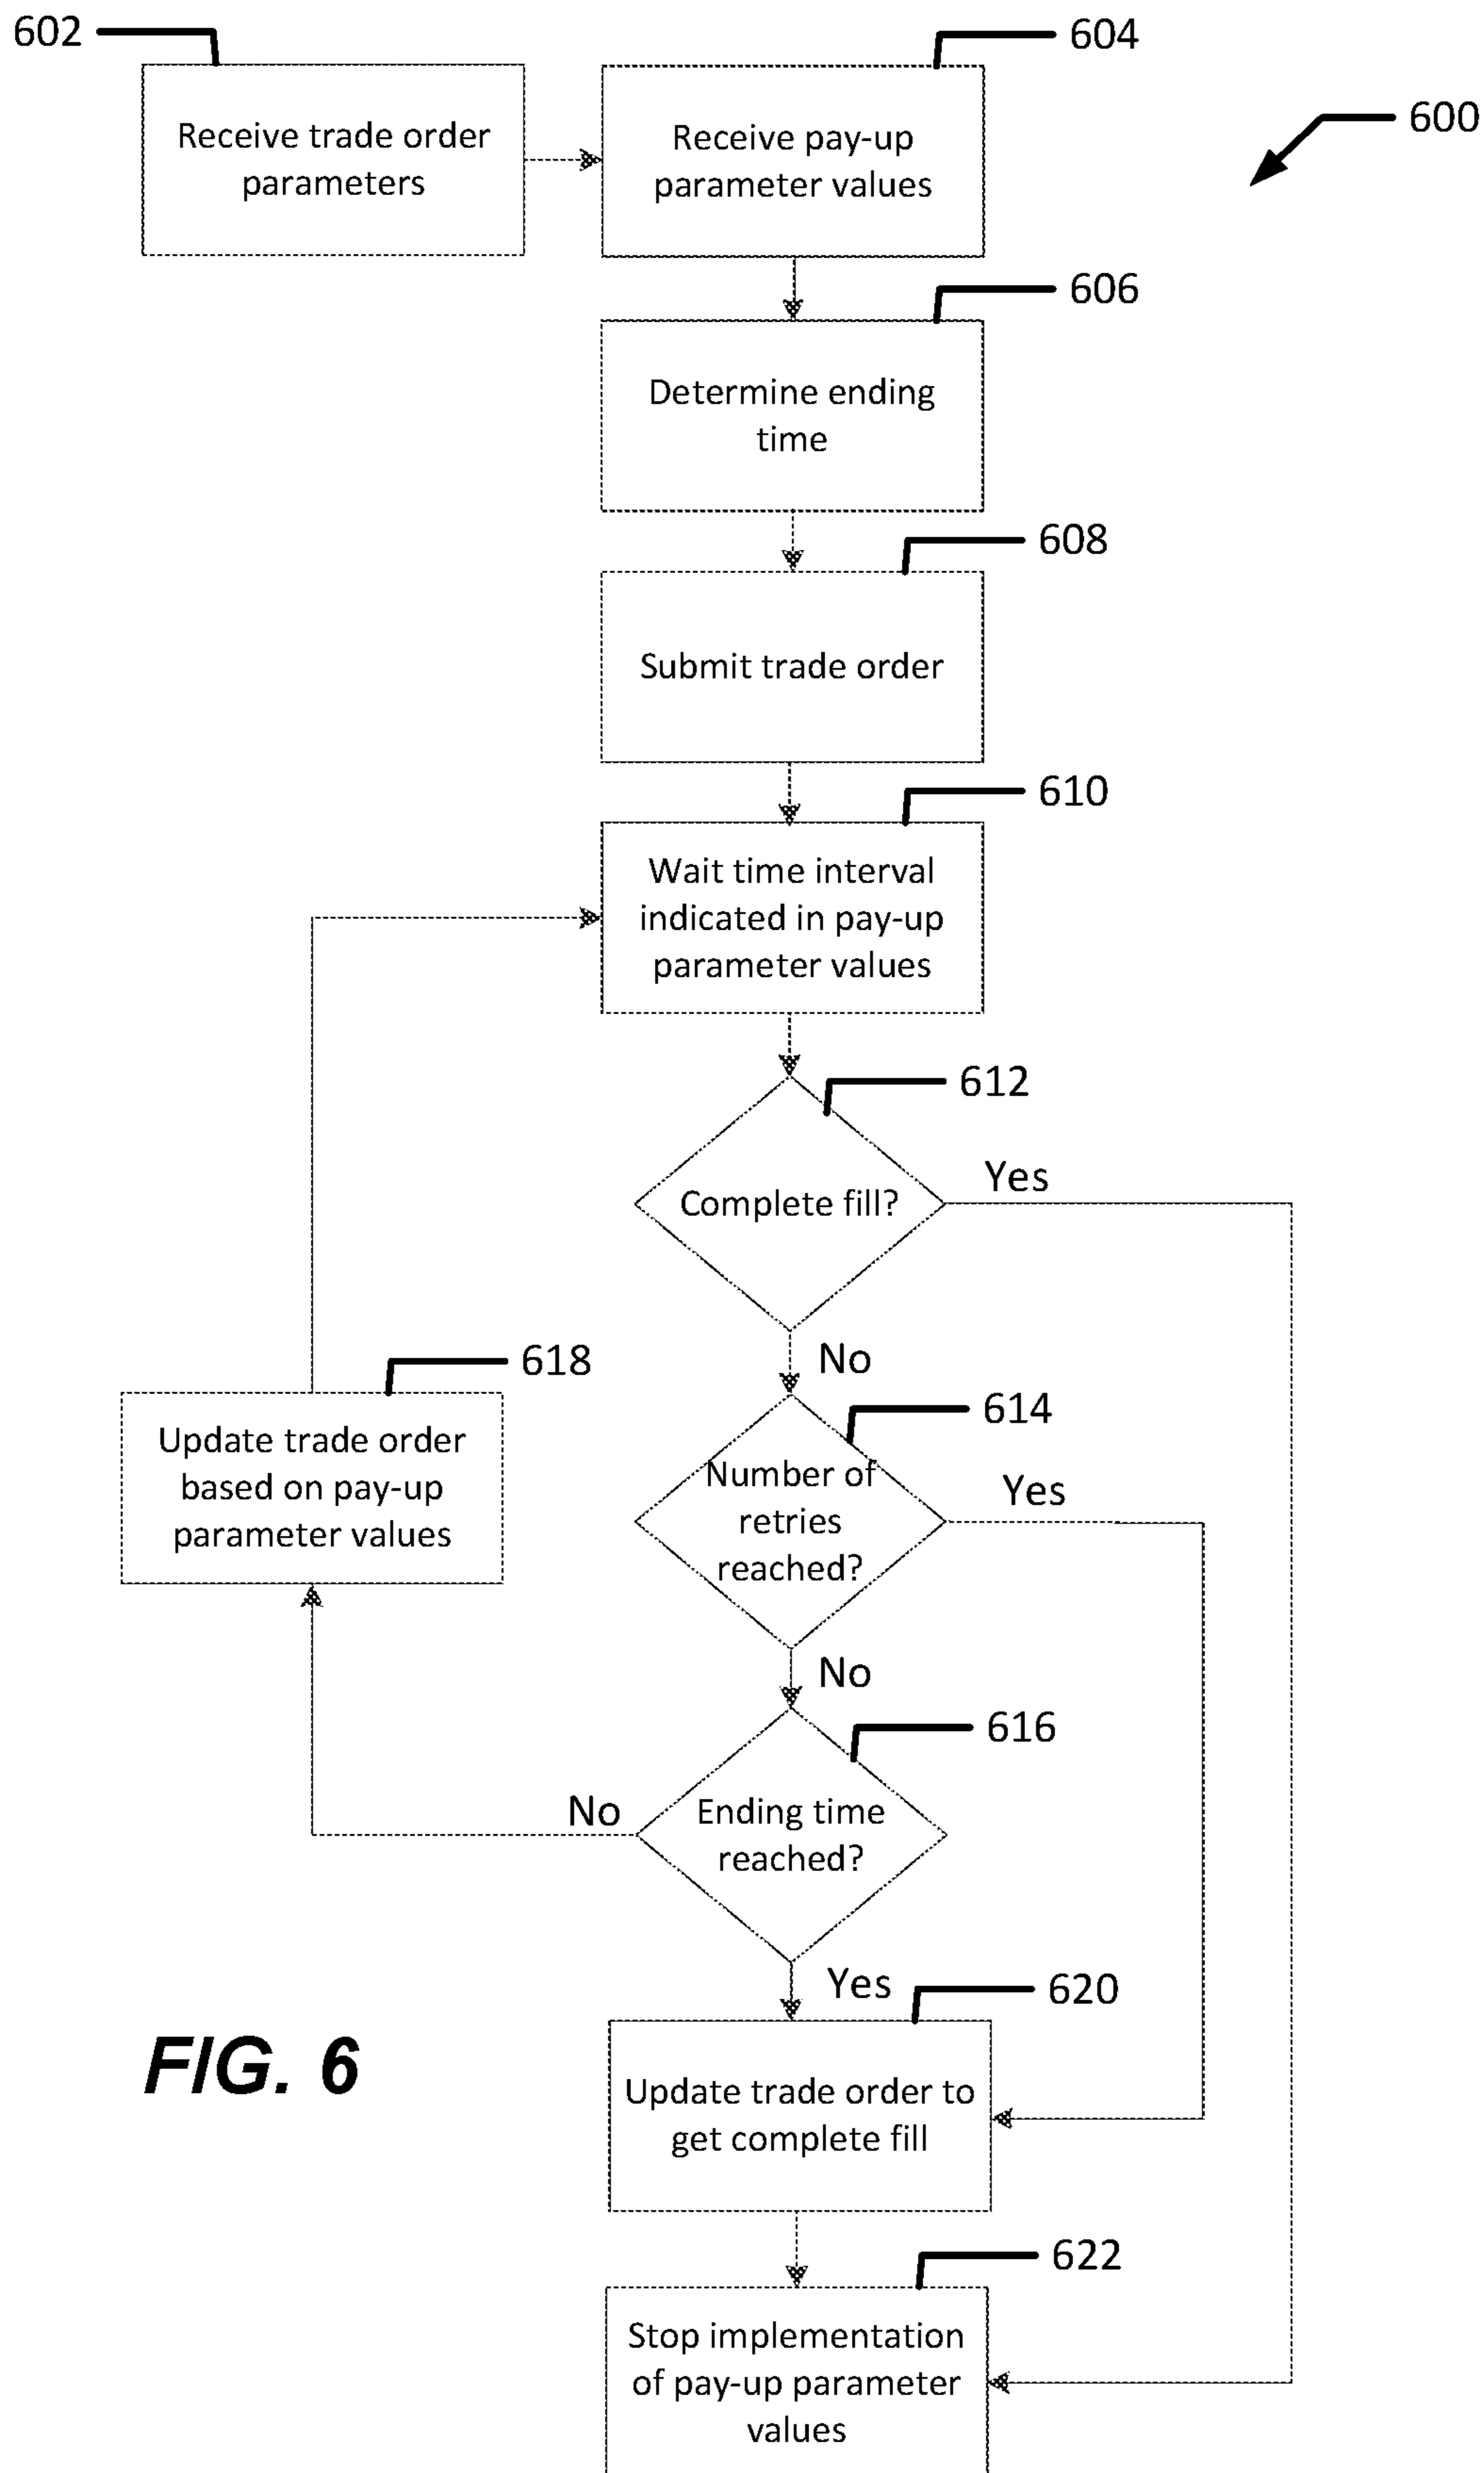 602
604
600
Receive trade order
parameters
Receive pay-up
parameter values
606
Determine ending
time
608
Submit trade order
610
Wait time interval
indicated in pay-up
parameter values
612
Complete fill?
Yes
No
618
614
Update trade order
based on pay-up
parameter values
Number of
retries
reached?
Yes
No
616
Ending time
reached?
No
Yes
620
FIG. 6
Update trade order to
get complete fill
622
Stop implementation
of pay-up parameter
values